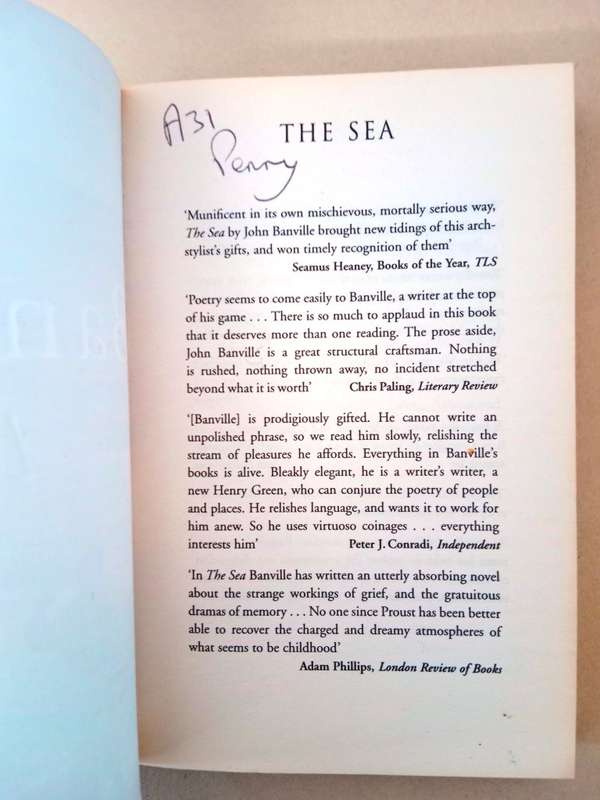 A31
Penny
THE SEA
‘Munificent in its own mischievous, mortally serious way,
The Sea by John Banville brought new tidings of this arch-
stylist’s gifts, and won timely recognition of them’
Seamus Heaney, Books of the Year, TLS
‘Poetry seems to come easily to Banville, a writer at the top
of his game . . . There is so much to applaud in this book
that it deserves more than one reading. The prose aside,
John Banville is a great structural craftsman. Nothing
is rushed, nothing thrown away, no incident stretched
beyond what it is worth’ Chris Paling, Literary Review
‘[Banville] is prodigiously gifted. He cannot write an
unpolished phrase, so we read him slowly, relishing the
stream of pleasures he affords. Everything in Banville’s
books is alive. Bleakly elegant, he is a writer’s writer, a
new Henry Green, who can conjure the poetry of people
and places. He relishes language, and wants it to work for
him anew. So he uses virtuoso coinages . . . everything
interests him’ Peter J. Conradi, Independent
‘In The Sea Banville has written an utterly absorbing novel
about the strange workings of grief, and the gratuitous
dramas of memory . . . No one since Proust has been better
able to recover the charged and dreamy atmospheres of
what seems to be childhood’
Adam Phillips, London Review of Books